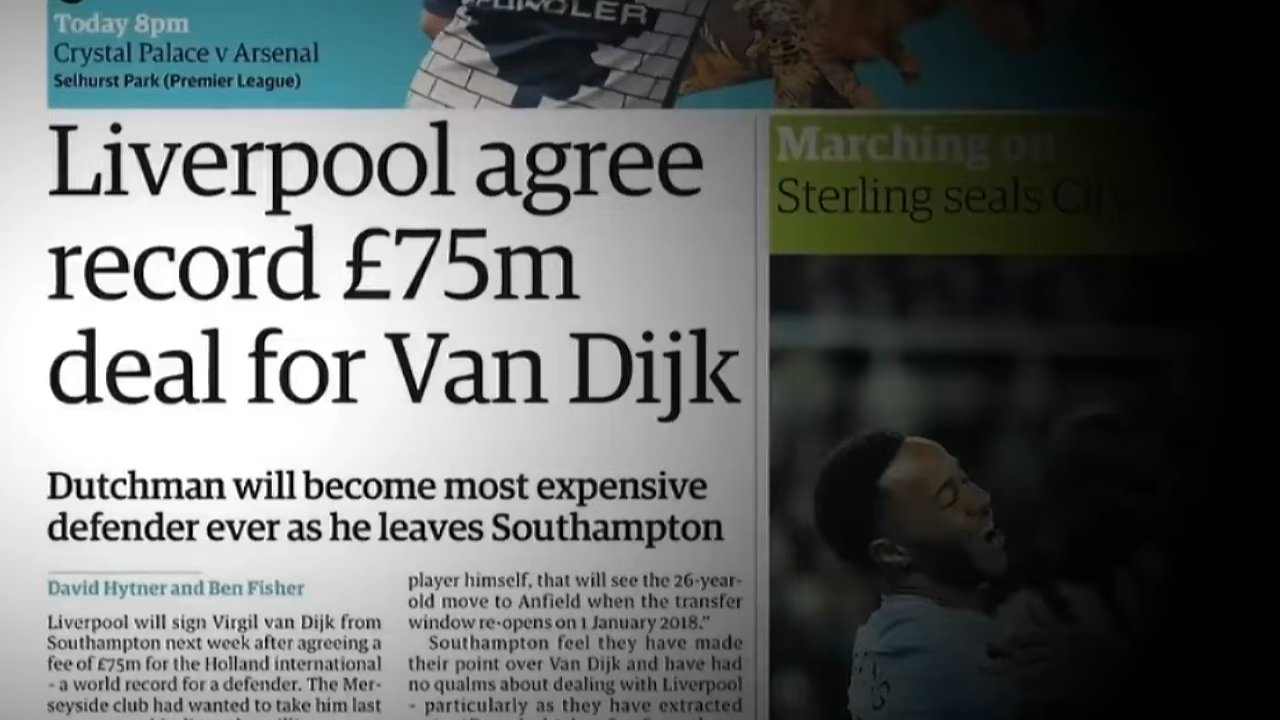 Today 8pm
Crystal Palace v Arsenal
Selhurst Park (Premier League)
Liverpool agree
record £75m
deal for Van Dijk
Marching on
Sterling seals City
Dutchman will become most expensive
defender ever as he leaves Southampton
David Hytner and Ben Fisher
Liverpool will sign Virgil van Dijk from
Southampton next week after agreeing a
fee of £75m for the Holland international
- a world record for a defender. The Mer-
seyside club had wanted to take him last
player himself, that will see the 26-year-
old move to Anfield when the transfer
window re-opens on 1 January 2018."
Southampton feel they have made
their point over Van Dijk and have had
no qualms about dealing with Liverpool
- particularly as they have extracted